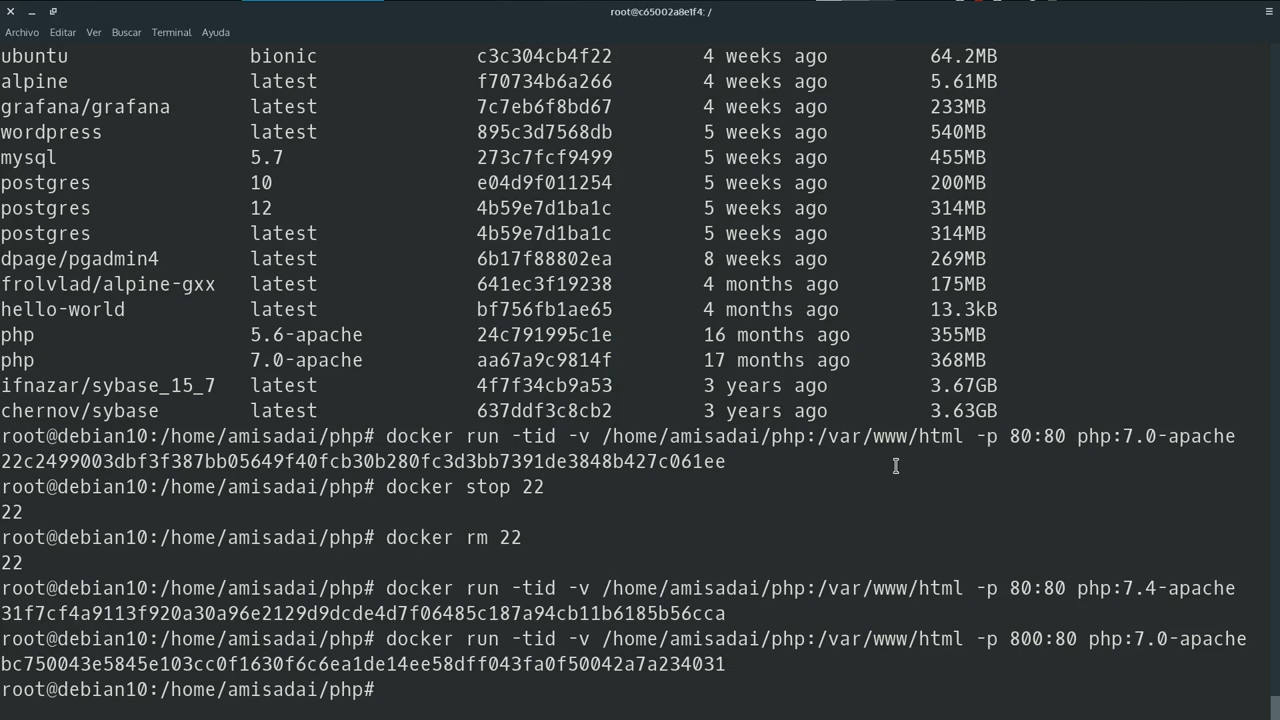 root@c65002a8e1f4: /
Archivo Editar Ver Buscar Terminal Ayuda
ubuntu bionic c3c304cb4f22 4 weeks ago 64.2MB
alpine latest f70734b6a266 4 weeks ago 5.61MB
grafana/grafana latest 7c7eb6f8bd67 4 weeks ago 233MB
wordpress latest 895c3d7568db 5 weeks ago 540MB
mysql 5.7 273c7fcf9499 5 weeks ago 455MB
postgres 10 e04d9f011254 5 weeks ago 200MB
postgres 12 4b59e7d1ba1c 5 weeks ago 314MB
postgres latest 4b59e7d1ba1c 5 weeks ago 314MB
dpage/pgadmin4 latest 6b17f88802ea 8 weeks ago 269MB
frolvlad/alpine-gxx latest 641ec3f19238 4 months ago 175MB
hello-world latest bf756fb1ae65 4 months ago 13.3kB
php 5.6-apache 24c791995c1e 16 months ago 355MB
php 7.0-apache aa67a9c9814f 17 months ago 368MB
ifnazar/sybase_15_7 latest 4f7f34cb9a53 3 years ago 3.67GB
chernov/sybase latest 637ddf3c8cb2 3 years ago 3.63GB
root@debian10:/home/amisadai/php# docker run -tid -v /home/amisadai/php:/var/www/html -p 80:80 php:7.0-apache
22c2499003dbf3f387bb05649f40fcb30b280fc3d3bb7391de3848b427c061ee
root@debian10:/home/amisadai/php# docker stop 22
22
root@debian10:/home/amisadai/php# docker rm 22
22
root@debian10:/home/amisadai/php# docker run -tid -v /home/amisadai/php:/var/www/html -p 80:80 php:7.4-apache
31f7cf4a9113f920a30a96e2129d9dcde4d7f06485c187a94cb11b6185b56cca
root@debian10:/home/amisadai/php# docker run -tid -v /home/amisadai/php:/var/www/html -p 800:80 php:7.0-apache
bc750043e5845e103cc0f1630f6c6ea1de14ee58dff043fa0f50042a7a234031
root@debian10:/home/amisadai/php#